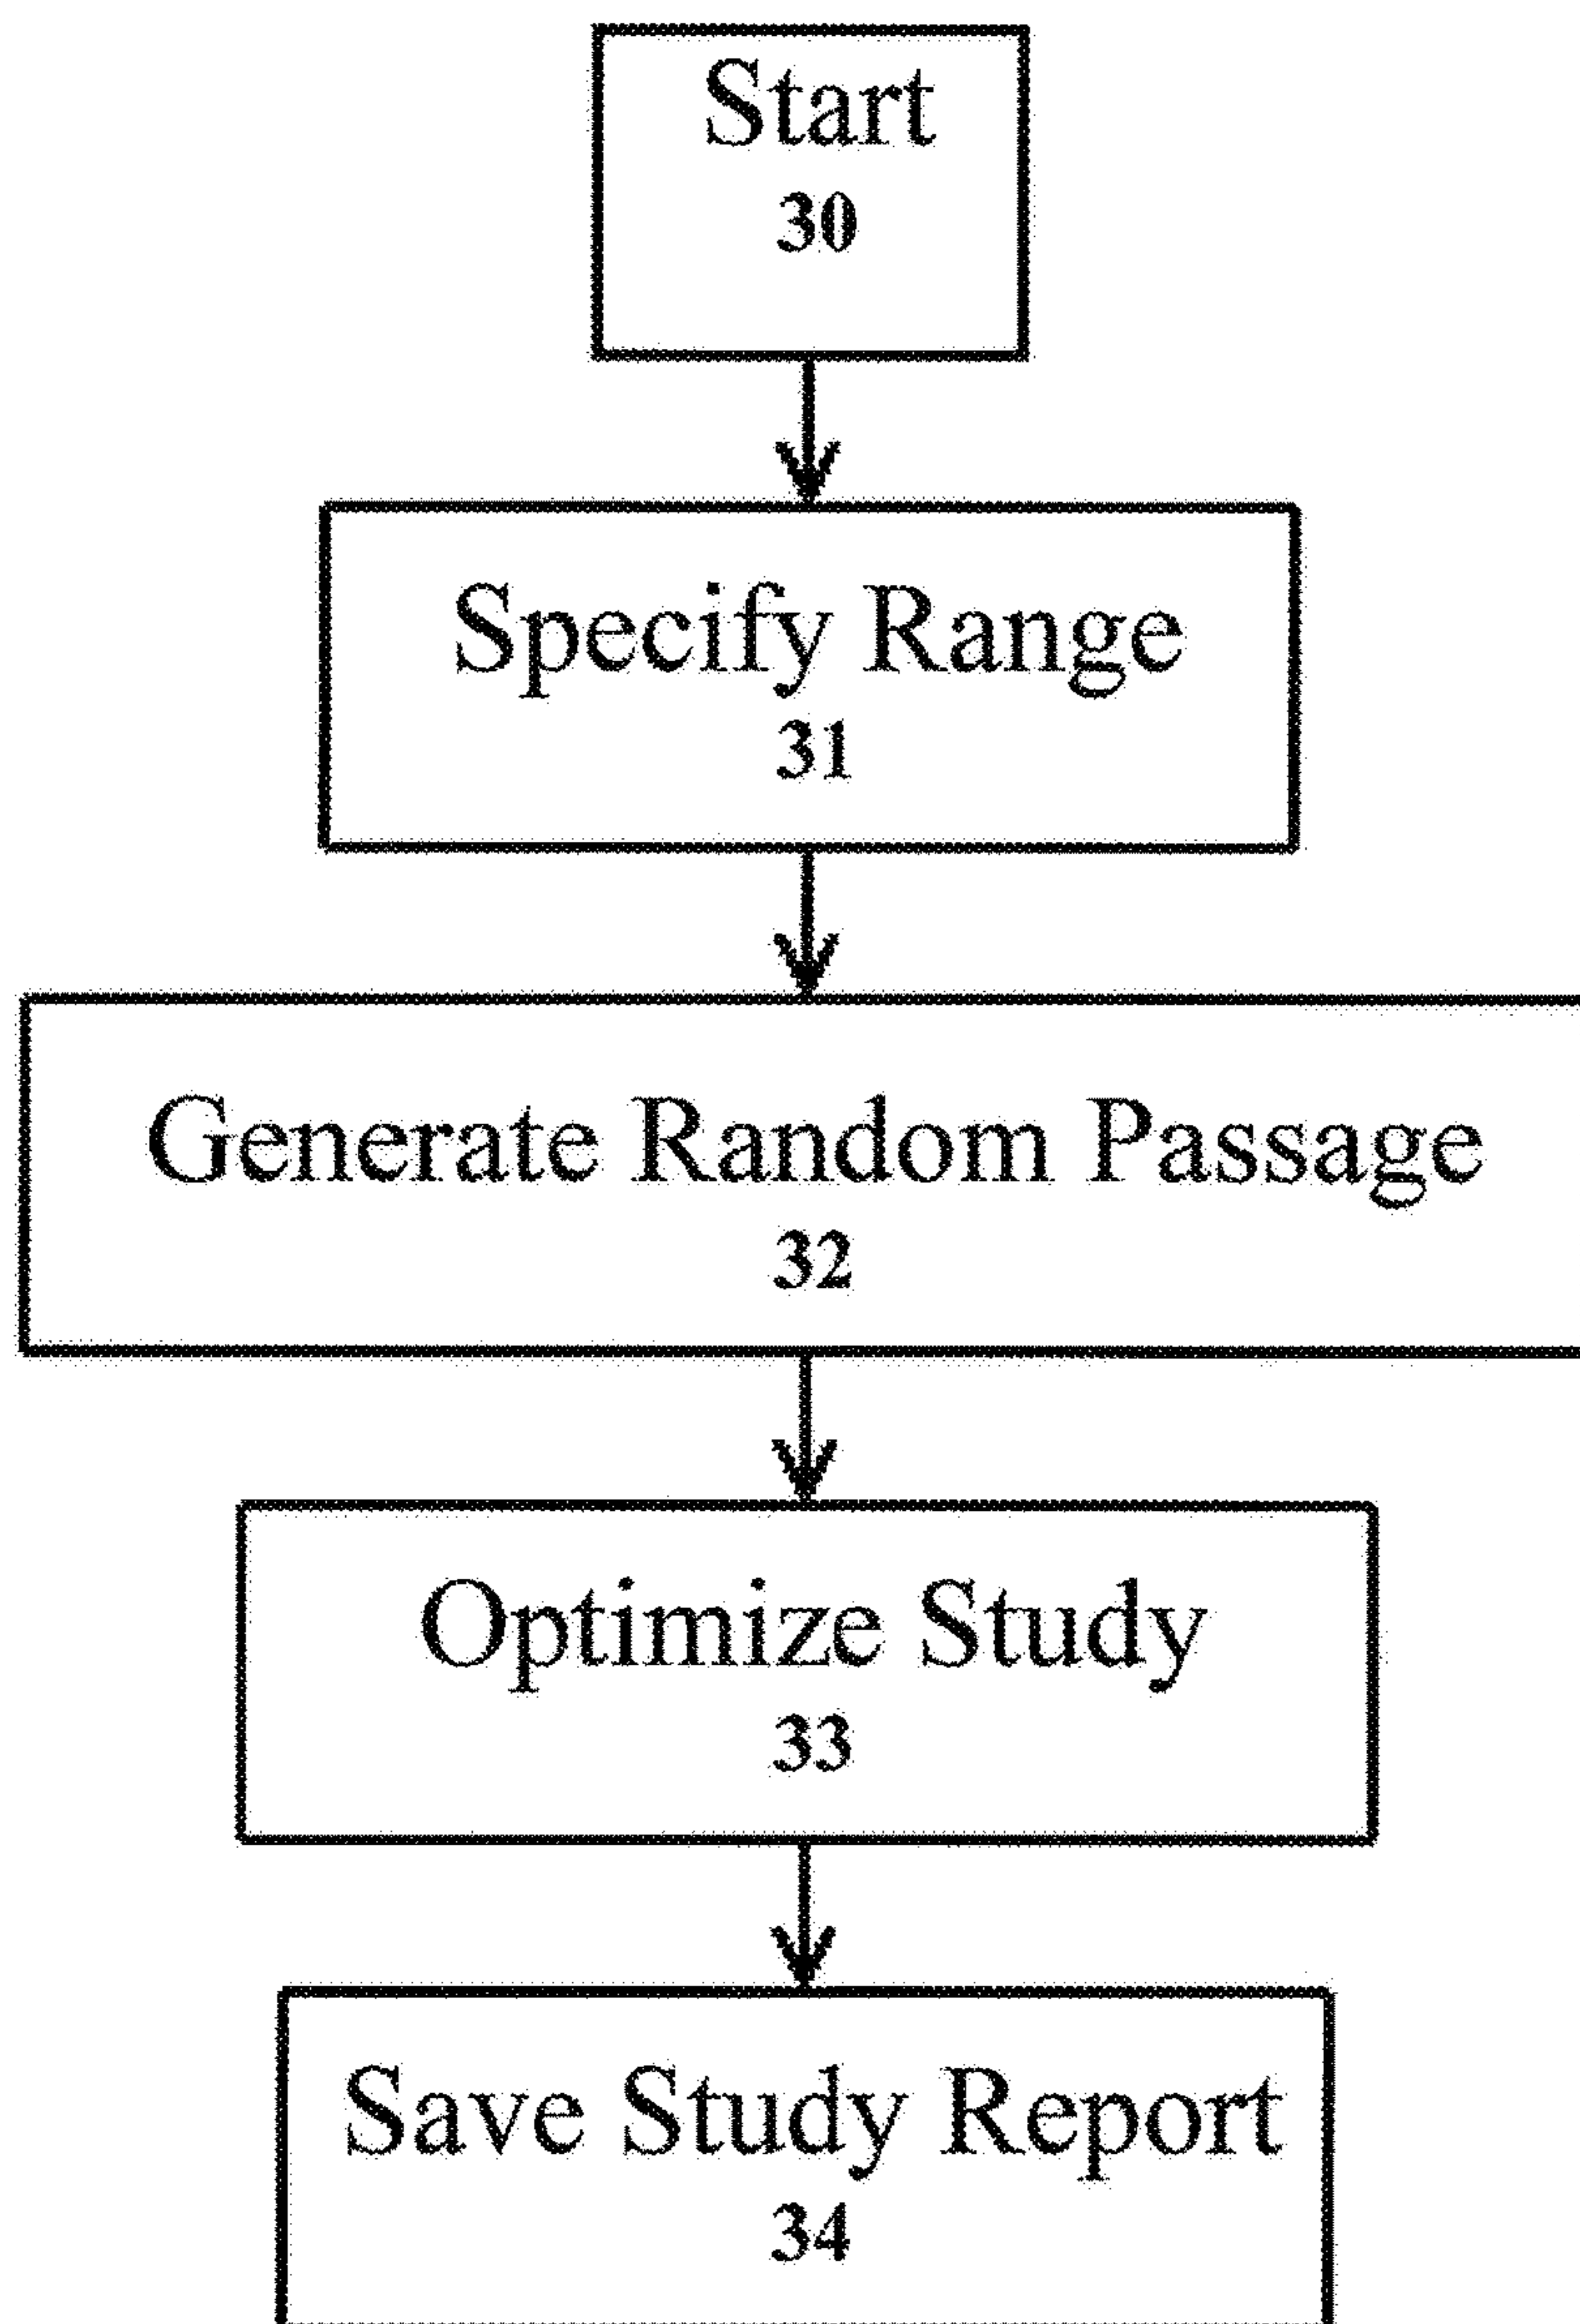 Start
30
Specify Range
31
Generate Random Passage
32
Optimize Study
33
Save Study Report
34